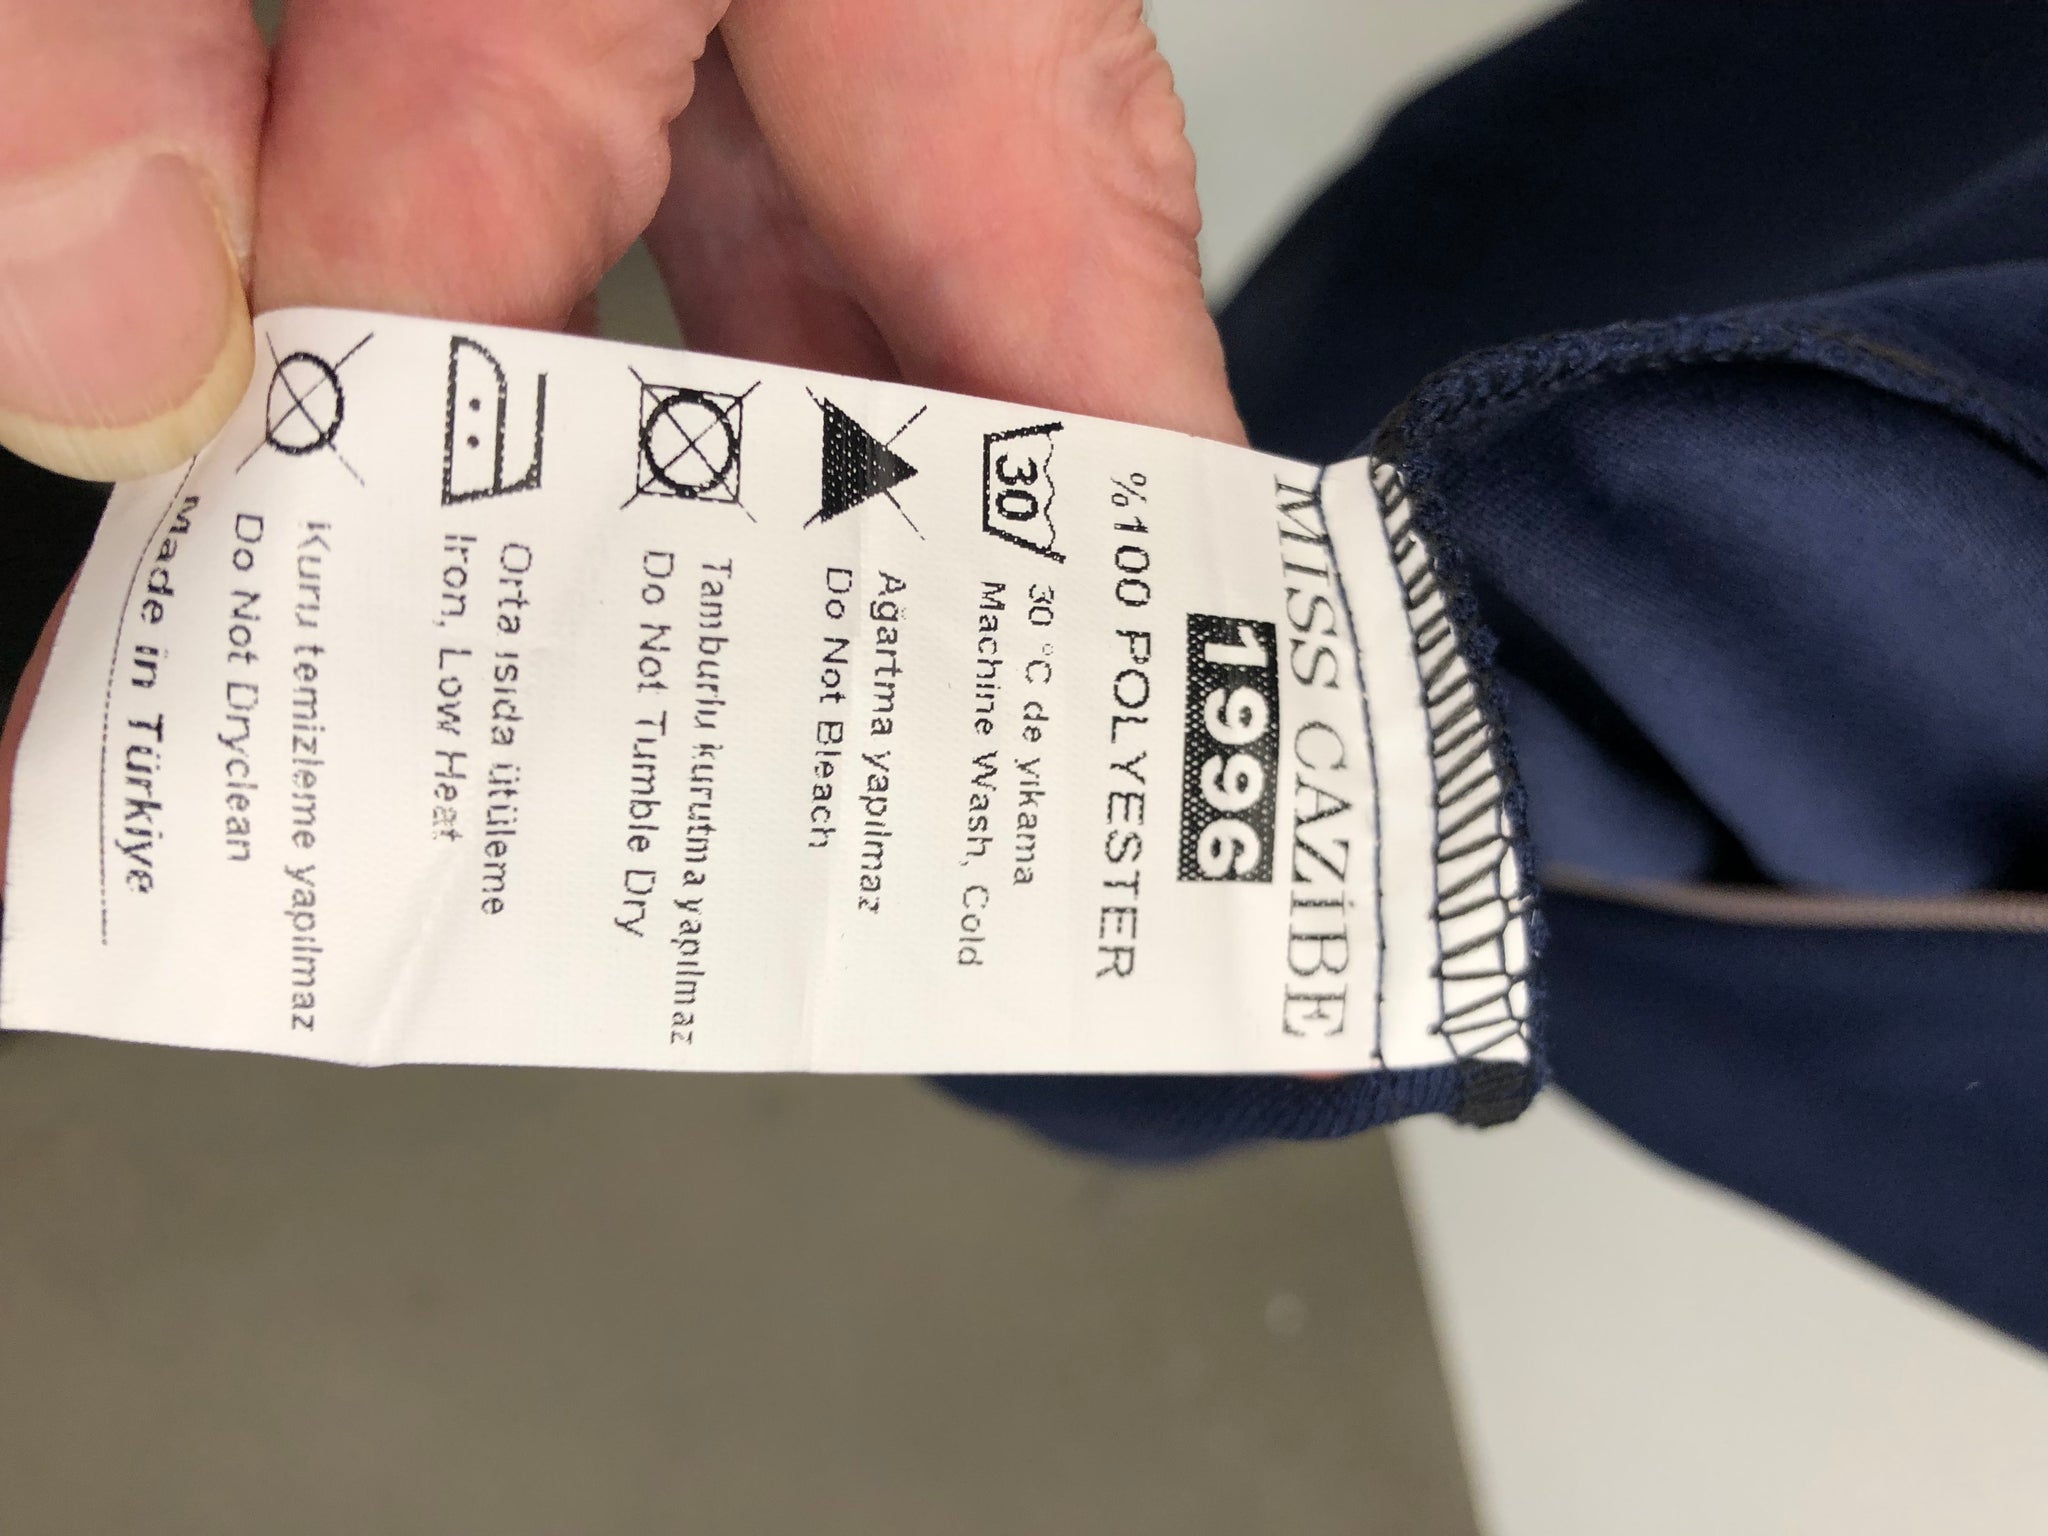 MISS CAZİBE
1996
%100 POLYESTER
30
30 °C de yıkama
Machine Wash, Cold
Ağartma yapılmaz
Do Not Bleach
Tamburlu kurutma yapılmaz
Do Not Tumble Dry
Orta ısıda ütüleme
Iron, Low Heat
Kuru temizleme yapılmaz
Do Not Dryclean
Made in Türkiye